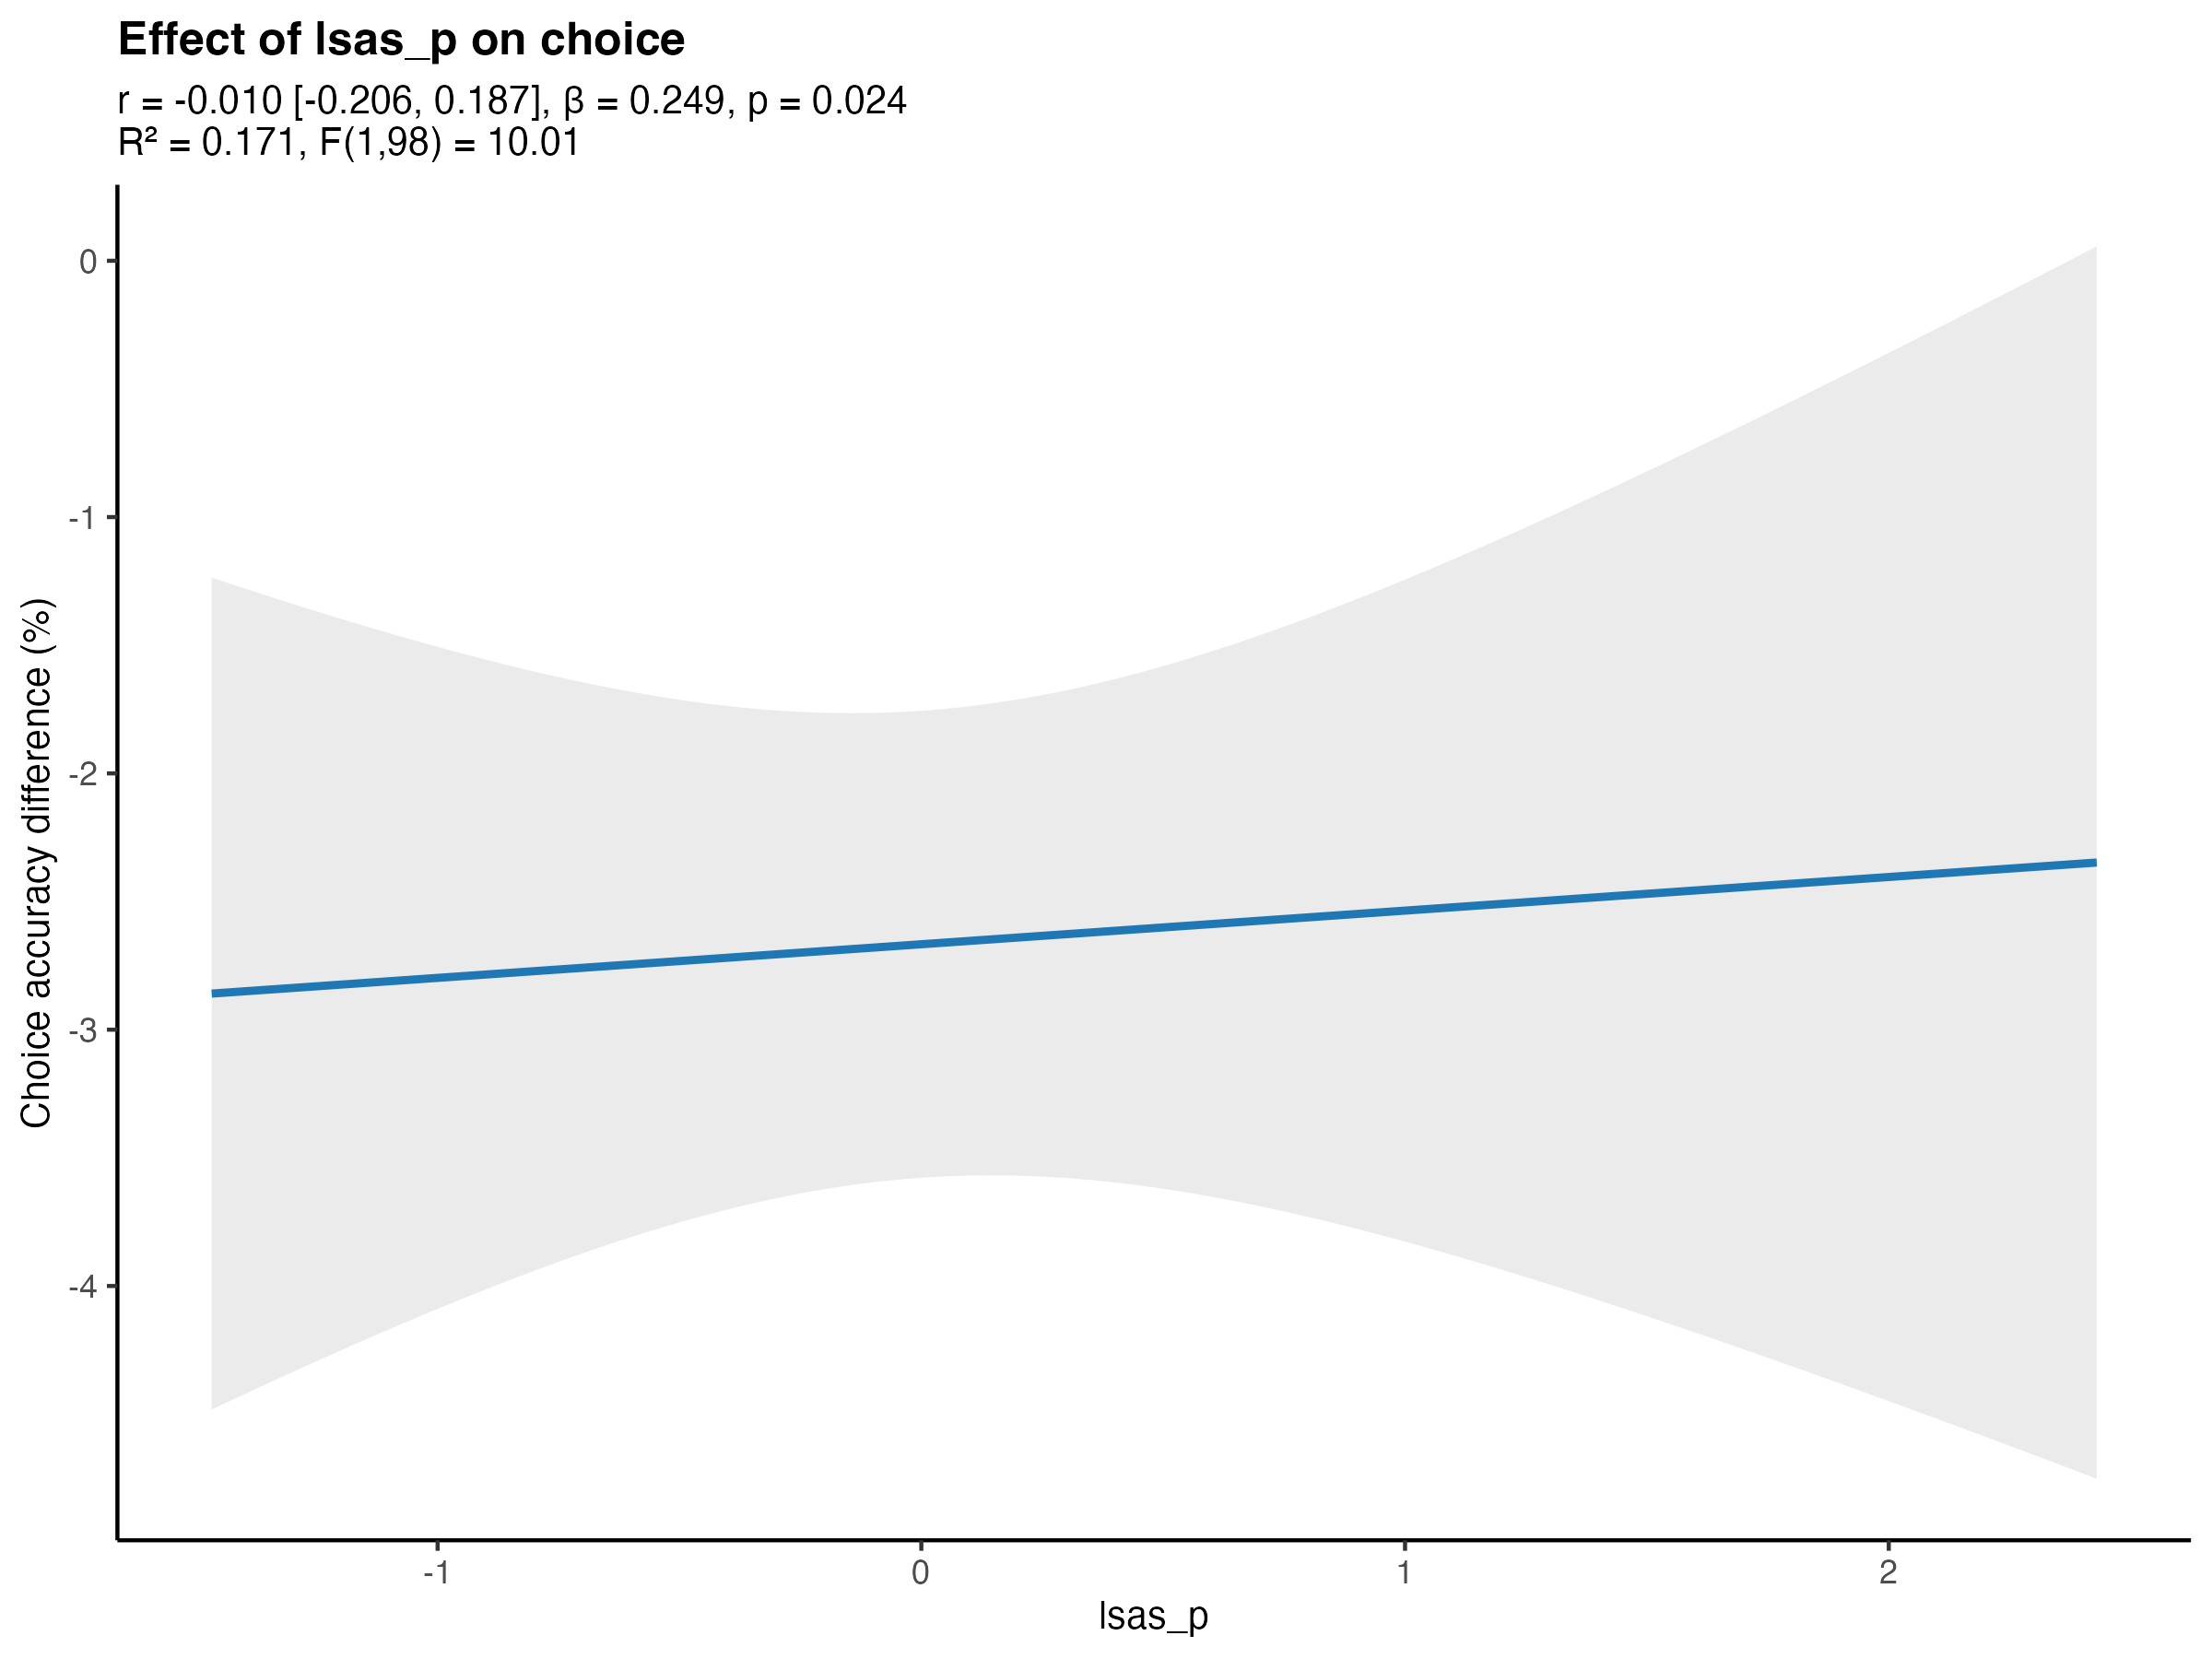 Effect of lsas_p on choice
r = -0.010 [-0.206, 0.187], β = 0.249, p = 0.024
R² = 0.171, F(1,98) = 10.01
Choice accuracy difference (%)
0
-1
-2
-3
-4
-1
0
1
2
lsas_p